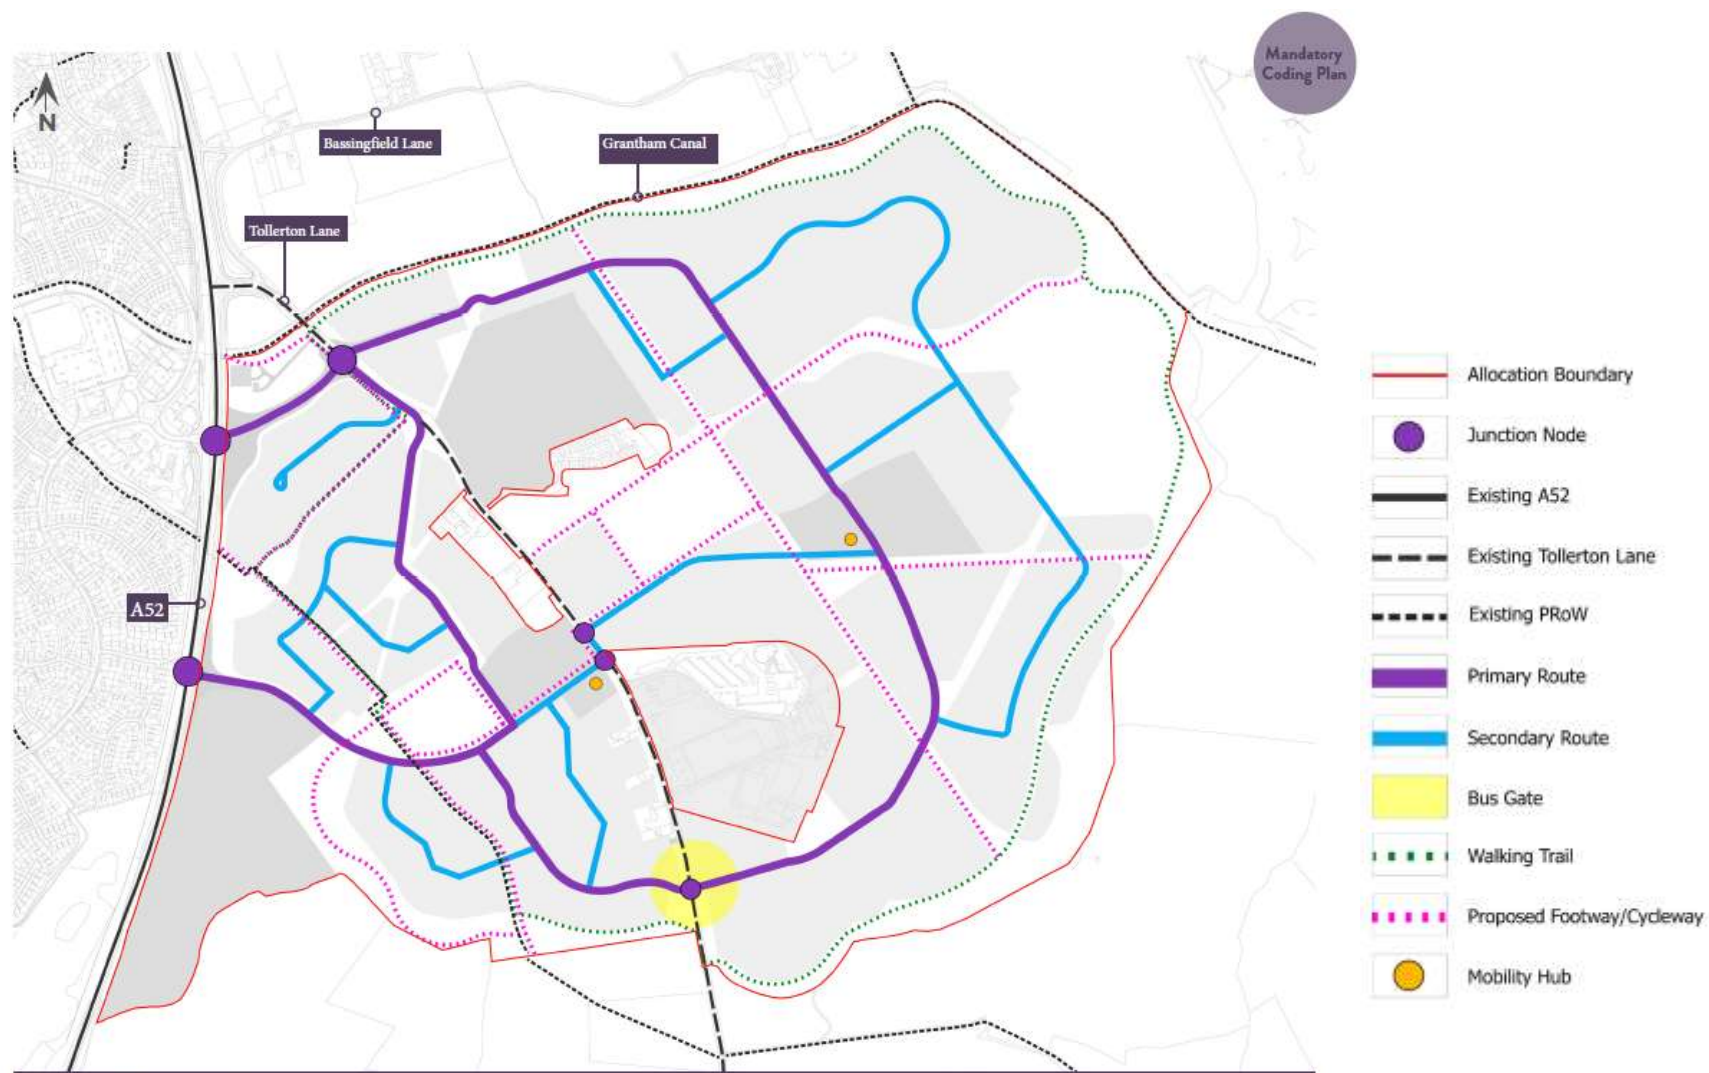 Mandatory
Coding Plan
N
Bassingfield Lane
Grantham Canal
Tollerton Lane
A52
Allocation Boundary
Junction Node
Existing A52
Existing Tollerton Lane
Existing PRoW
Primary Route
Secondary Route
Bus Gate
Walking Trail
Proposed Footway/Cycleway
Mobility Hub